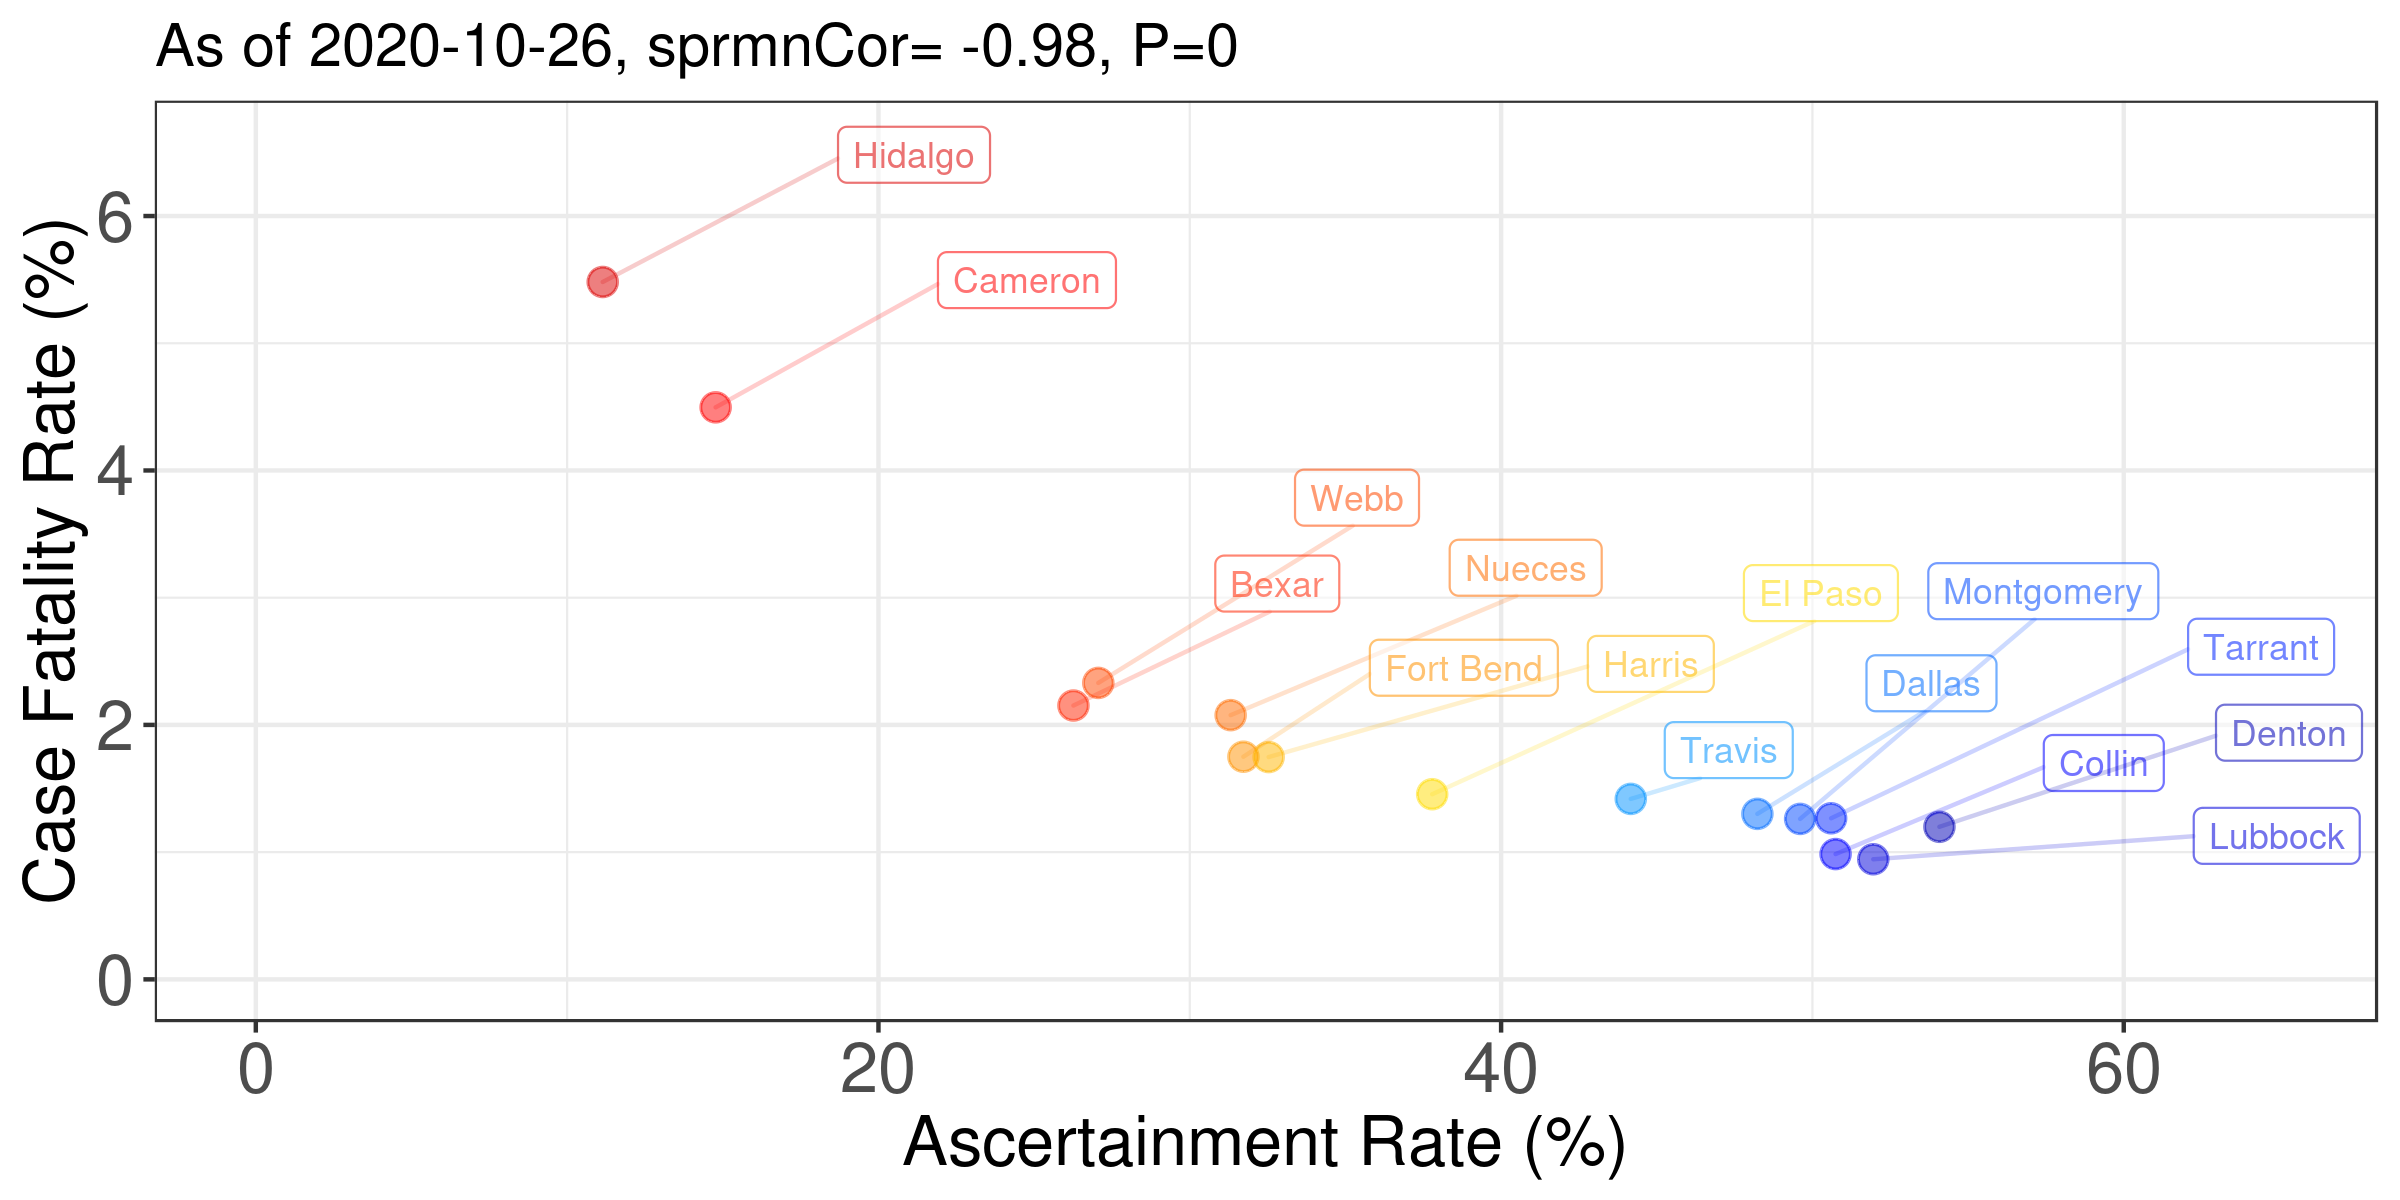 As of 2020-10-26, sprmnCor= -0.98, P=0
Case Fatality Rate (%)
6
4
2
0
Hidalgo
Cameron
Webb
Bexar
Nueces
El Paso
Montgomery
Fort Bend
Harris
Tarrant
Dallas
Travis
Denton
Collin
Lubbock
0
20
40
60
Ascertainment Rate (%)